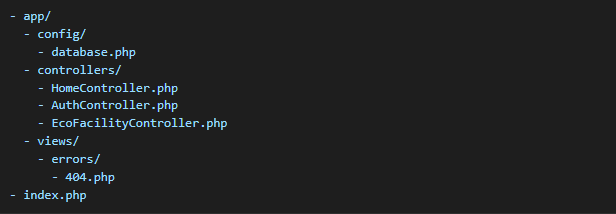 - app/
  - config/
    - database.php
  - controllers/
    - HomeController.php
    - AuthController.php
    - EcoFacilityController.php
  - views/
    - errors/
      - 404.php
- index.php